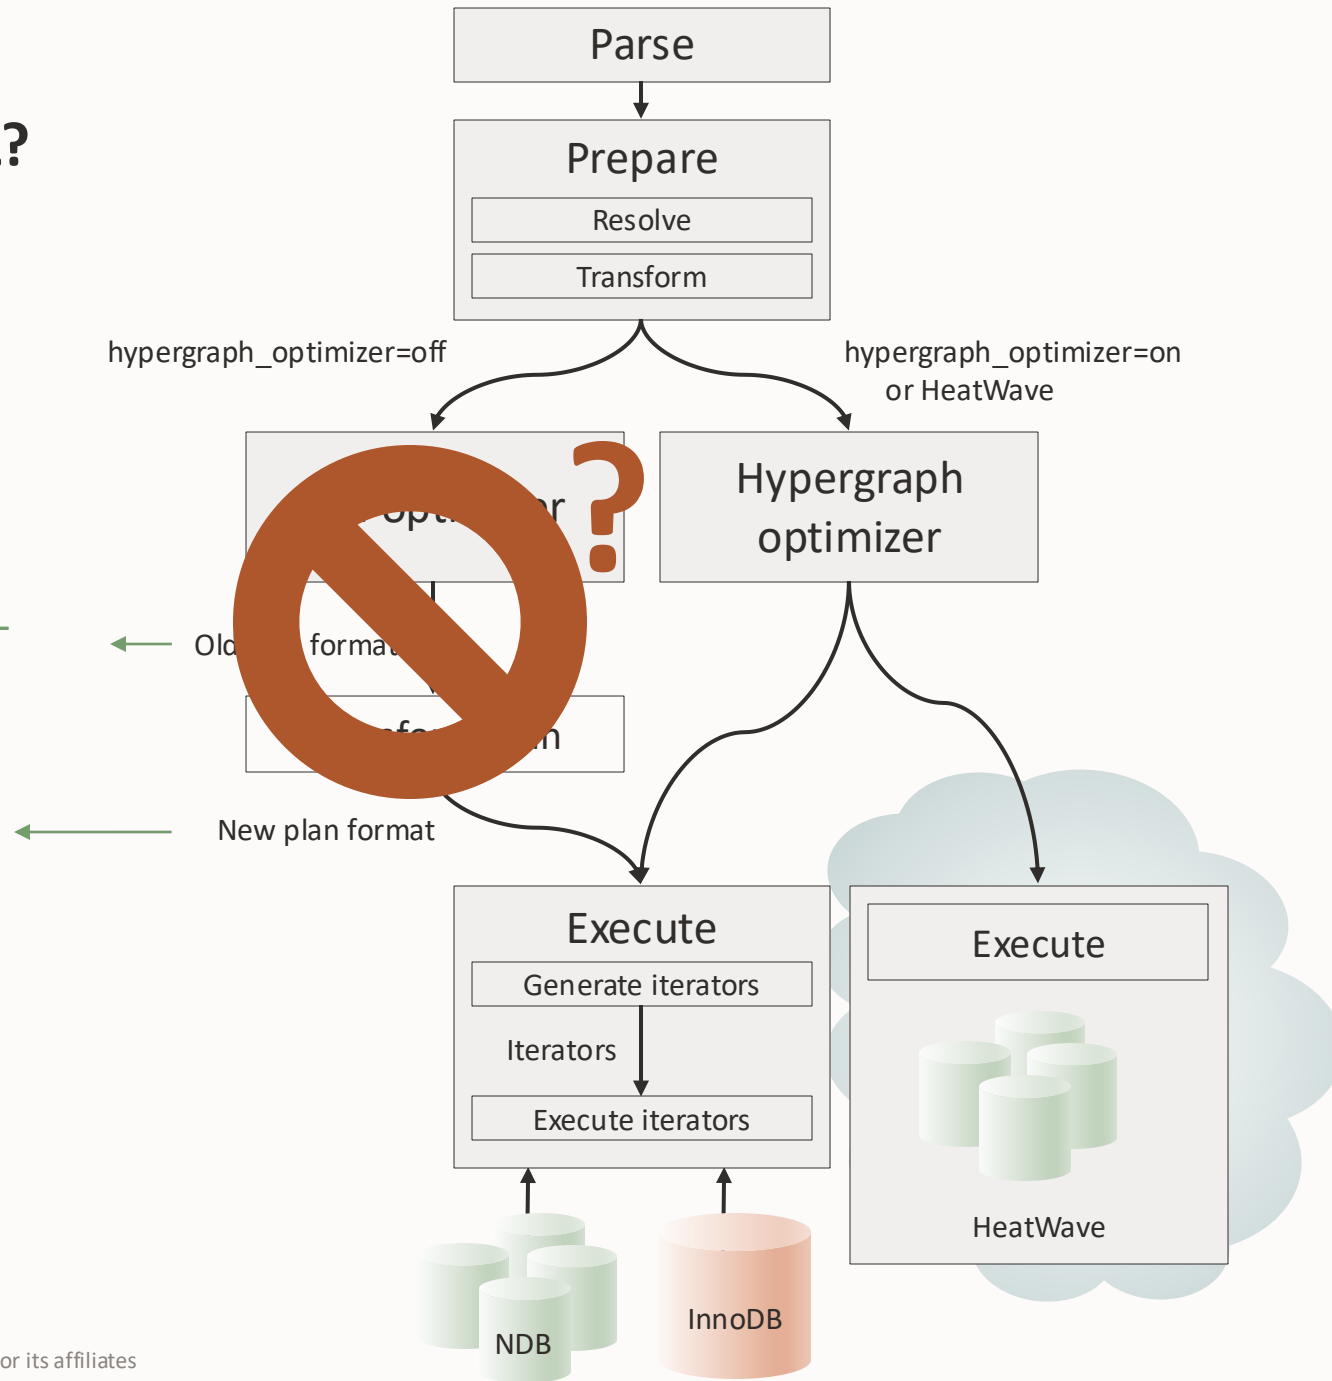 ?
Parse
Prepare
Resolve
Transform
hypergraph_optimizer=off
hypergraph_optimizer=on
or HeatWave
?
Hypergraph
optimizer
format
New plan format
Execute
Generate iterators
Iterators
Execute iterators
Execute
HeatWave
NDB
InnoDB
or its affiliates